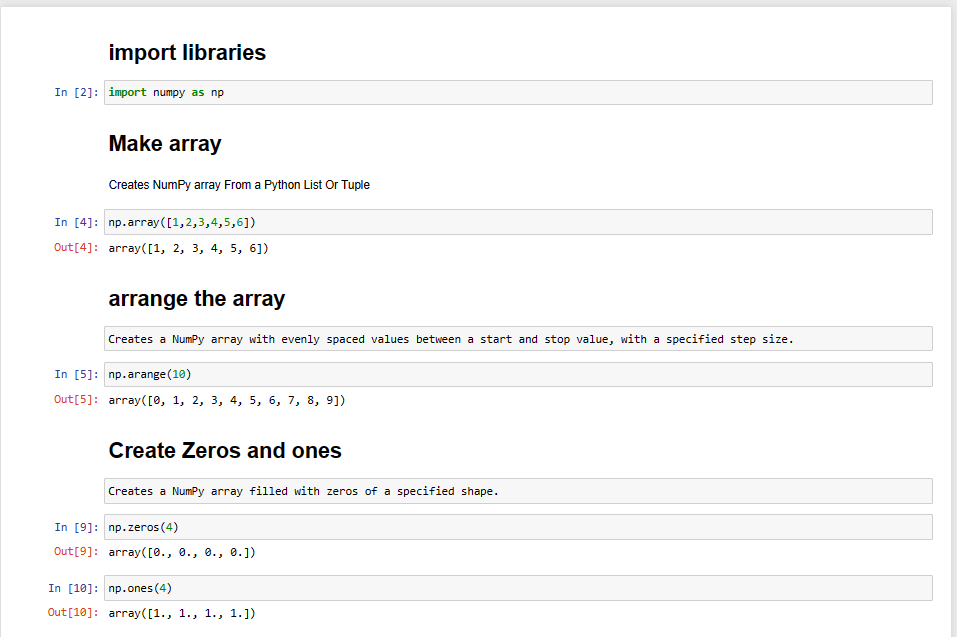 import libraries
In [2]: import numpy as np
Make array
Creates NumPy array From a Python List Or Tuple
In [4]: np.array([1,2,3,4,5,6])
Out[4]: array([1, 2, 3, 4, 5, 6])
arrange the array
Creates a NumPy array with evenly spaced values between a start and stop value, with a specified step size.
In [5]: np.arange(10)
Out[5]: array([0, 1, 2, 3, 4, 5, 6, 7, 8, 9])
Create Zeros and ones
Creates a NumPy array filled with zeros of a specified shape.
In [9]: np.zeros(4)
Out[9]: array([0., 0., 0., 0.])
In [10]: np.ones(4)
Out[10]: array([1., 1., 1., 1.])